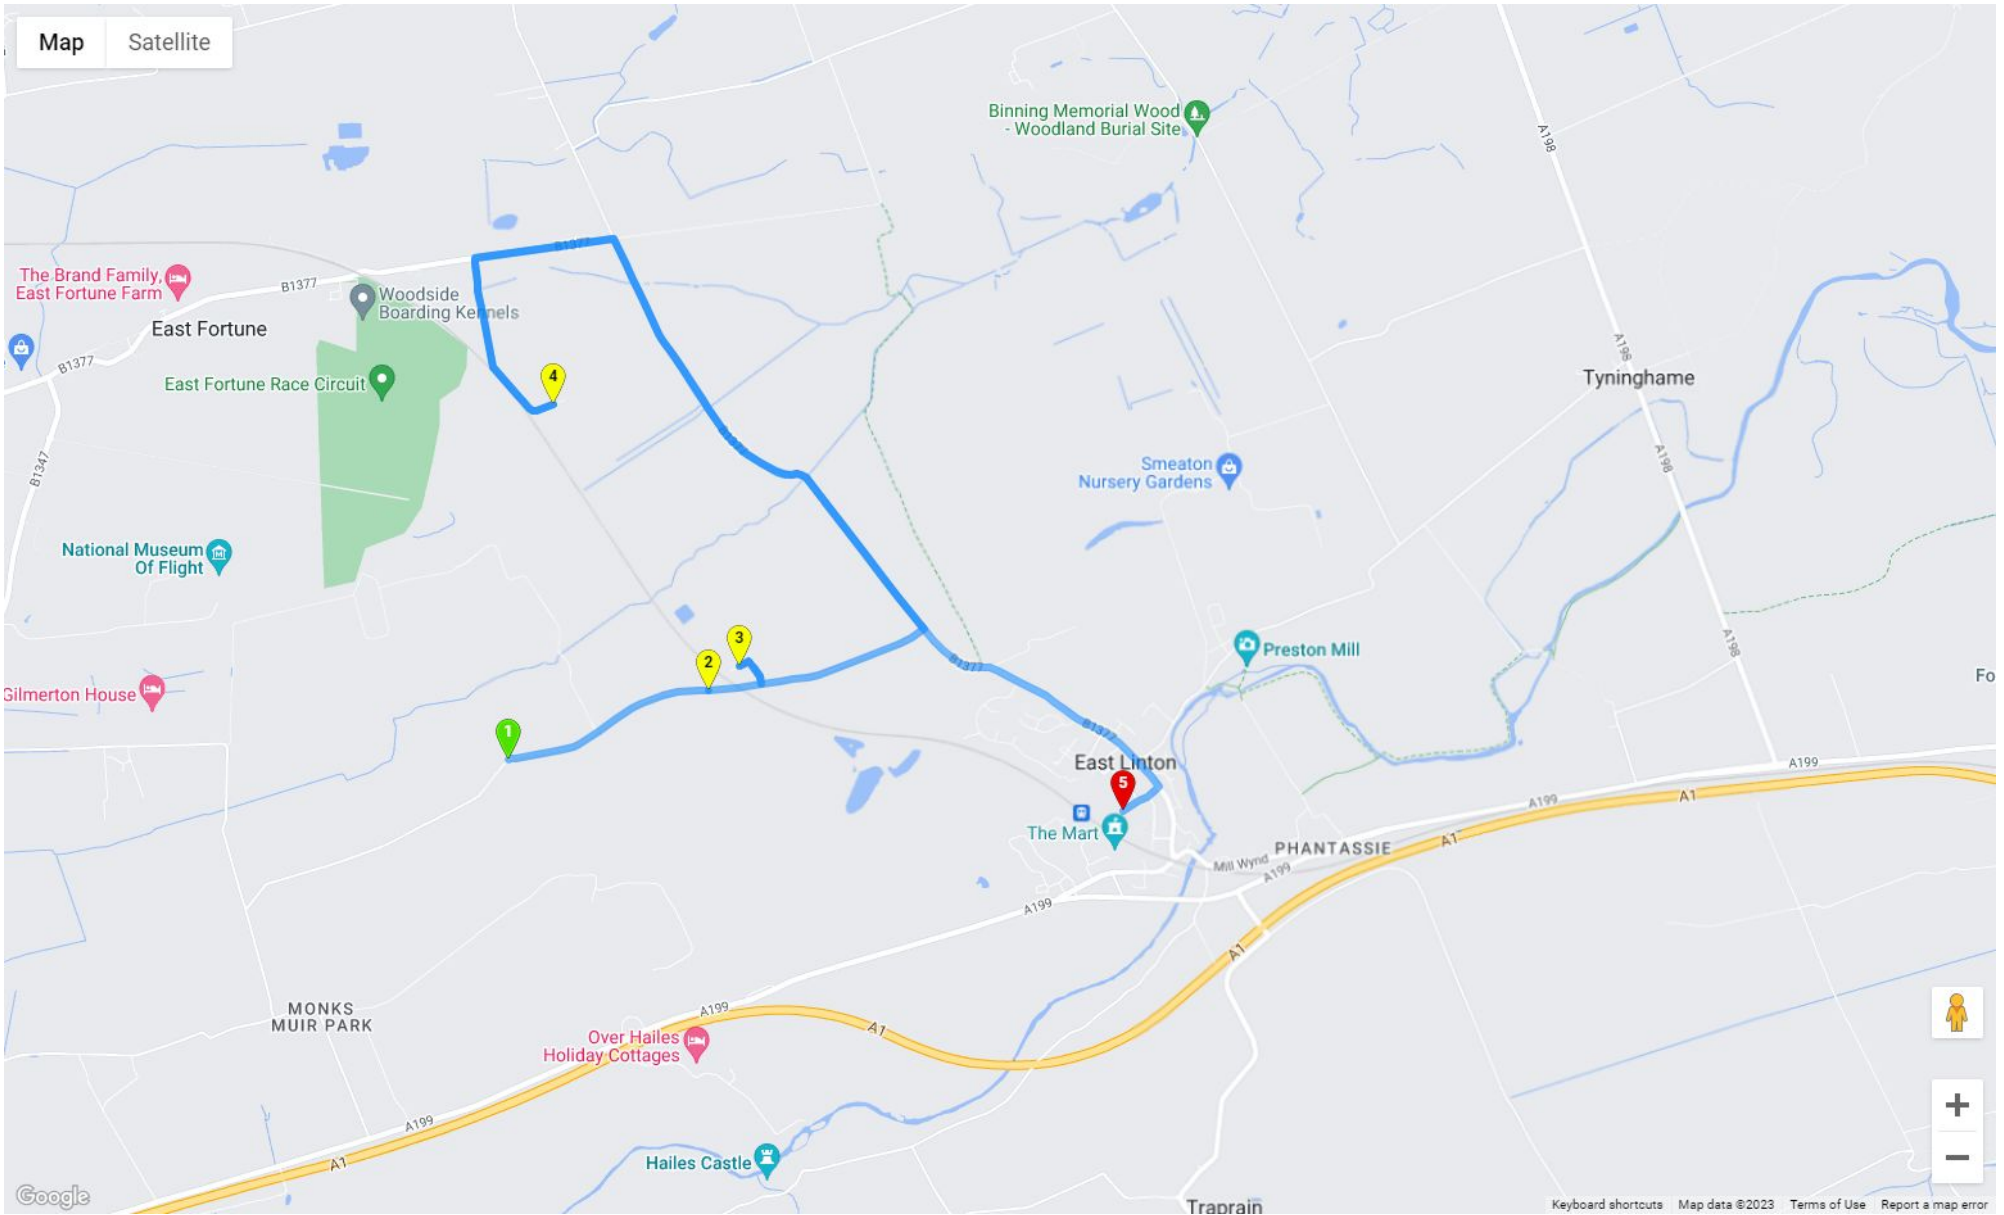 Map Satellite
Binning Memorial Wood
- Woodland Burial Site
A198
B1377
The Brand Family,
East Fortune Farm
B1377
Woodside
Boarding Kennels
East Fortune
A198
B1377
4
East Fortune Race Circuit
Tyninghame
B1377
A198
B1347
Smeaton
Nursery Gardens
National Museum
Of Flight
3
A198
2
B1377
Preston Mill
Fo
Gilmerton House
1
B1377
East Linton
A199
5
A1
A199
The Mart
A1
PHANTASSIE
Mill Wynd
A199
A199
A1
MONKS
MUIR PARK
A199
A1
Over Hailes
Holiday Cottages
A199
A1
Hailes Castle
Google
Traprain
Keyboard shortcuts Map data ©2023 Terms of Use Report a map error